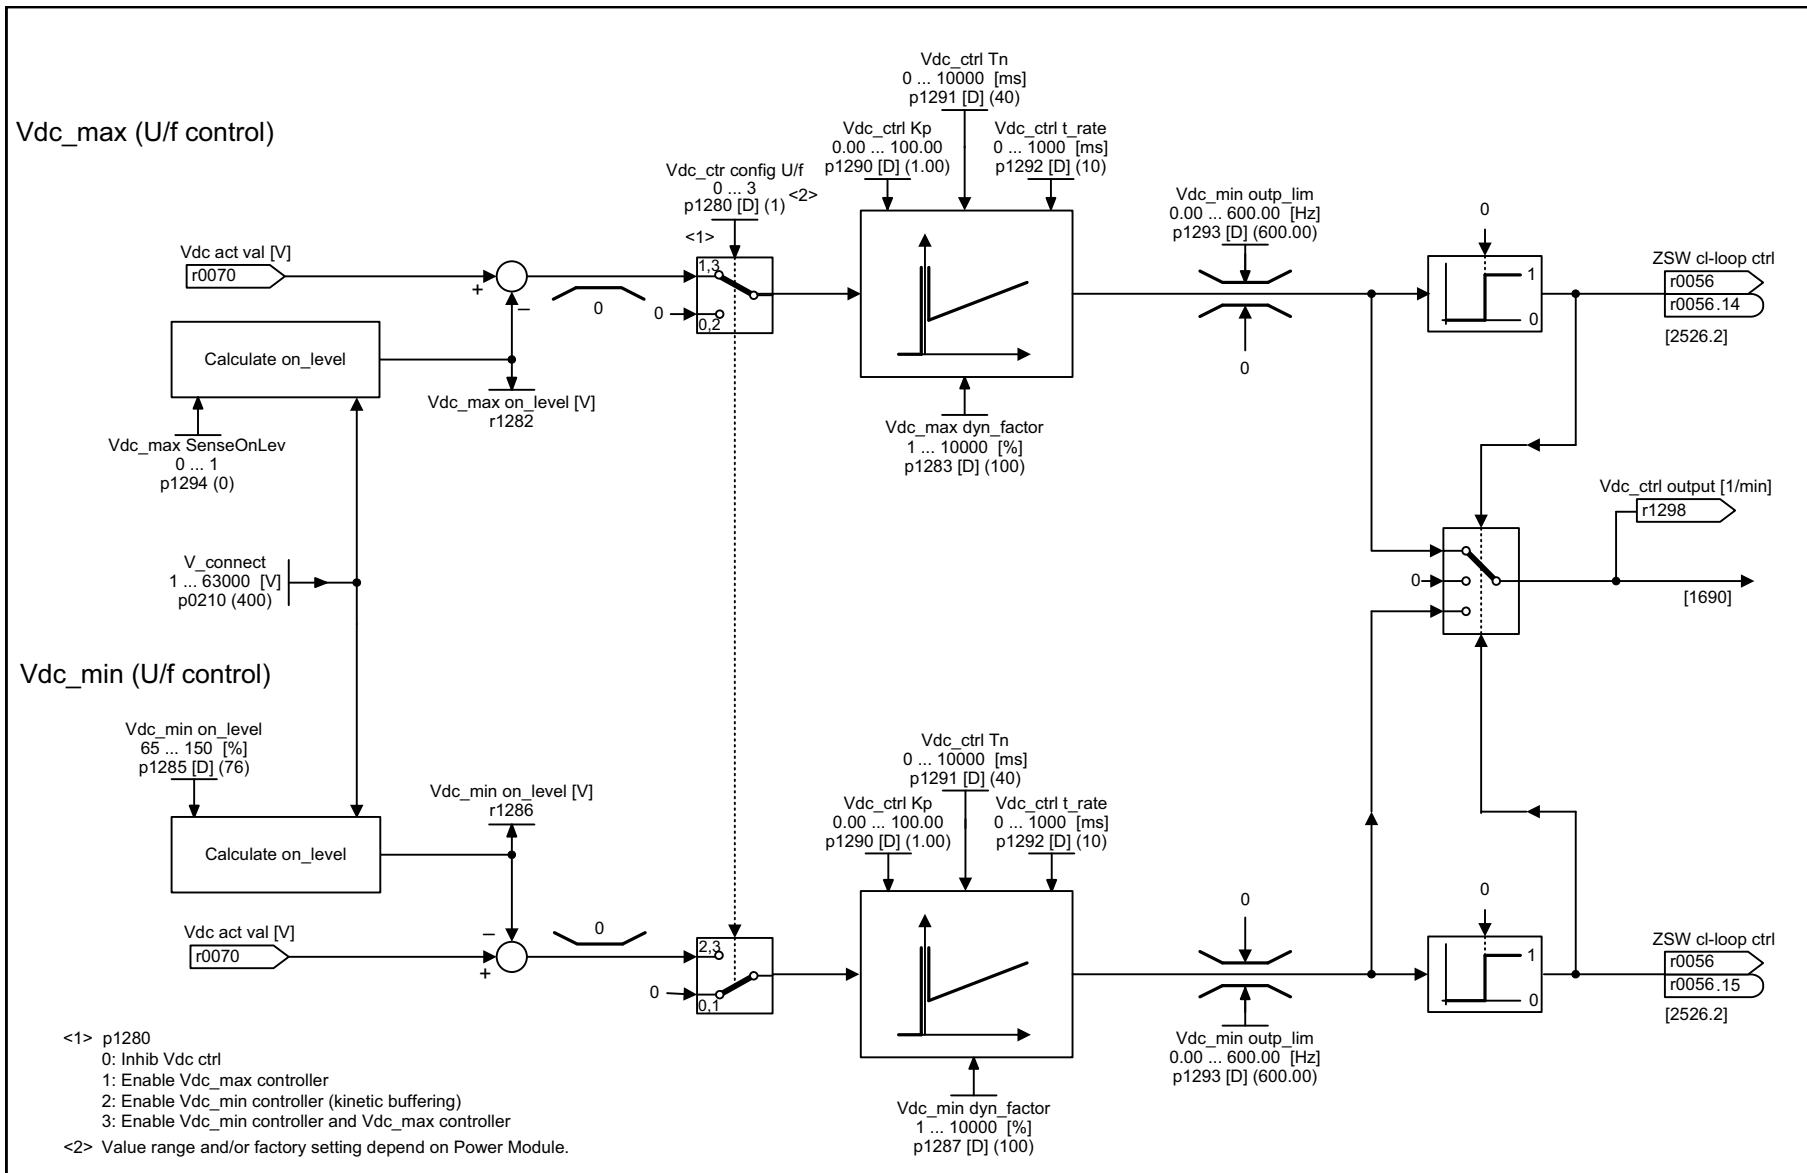 Vdc_max (U/f control)
Vdc_ctrl Tn
0 ... 10000 [ms]
p1291 [D] (40)
Vdc_ctrl Kp
0.00 ... 100.00
p1290 [D] (1.00)
Vdc_ctrl t_rate
0 ... 1000 [ms]
p1292 [D] (10)
Vdc_ctr config U/f
0 ... 3
p1280 [D] (1)
<2>
<1>
Vdc_min outp_lim
0.00 ... 600.00 [Hz]
p1293 [D] (600.00)
0
Vdc act val [V]
r0070
+
–
0
1,3
0
0,2
1
0
ZSW cl-loop ctrl
r0056
r0056.14
[2526.2]
Calculate on_level
0
Vdc_max on_level [V]
r1282
Vdc_max SenseOnLev
0 ... 1
p1294 (0)
Vdc_max dyn_factor
1 ... 10000 [%]
p1283 [D] (100)
Vdc_ctrl output [1/min]
r1298
V_connect
1 ... 63000 [V]
p0210 (400)
0
[1690]
Vdc_min (U/f control)
Vdc_min on_level
65 ... 150 [%]
p1285 [D] (76)
Vdc_min on_level [V]
r1286
Vdc_ctrl Tn
0 ... 10000 [ms]
p1291 [D] (40)
Vdc_ctrl Kp
0.00 ... 100.00
p1290 [D] (1.00)
Vdc_ctrl t_rate
0 ... 1000 [ms]
p1292 [D] (10)
Calculate on_level
0
0
Vdc act val [V]
r0070
–
+
0
2,3
0
0,1
1
0
ZSW cl-loop ctrl
r0056
r0056.15
[2526.2]
Vdc_min outp_lim
0.00 ... 600.00 [Hz]
p1293 [D] (600.00)
Vdc_min dyn_factor
1 ... 10000 [%]
p1287 [D] (100)
<1> p1280
0: Inhib Vdc ctrl
1: Enable Vdc_max controller
2: Enable Vdc_min controller (kinetic buffering)
3: Enable Vdc_min controller and Vdc_max controller
<2> Value range and/or factory setting depend on Power Module.